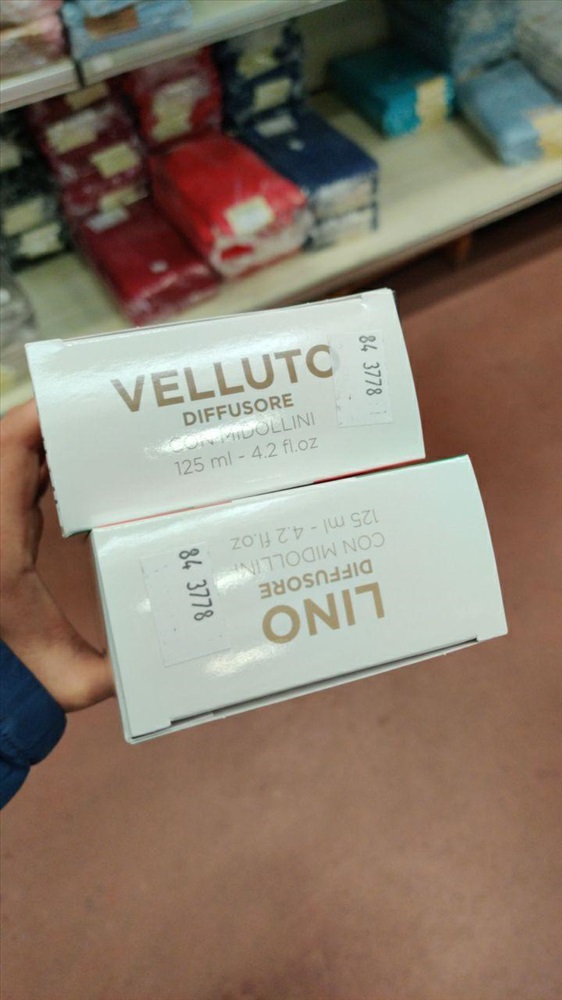 VELLUTO
DIFFUSORE
CON MIDOLLINI
125 ml - 4.2 fl.oz
84 3778
LINO
DIFFUSORE
CON MIDOLLINI
125 ml - 4.2 fl.oz
84 3778